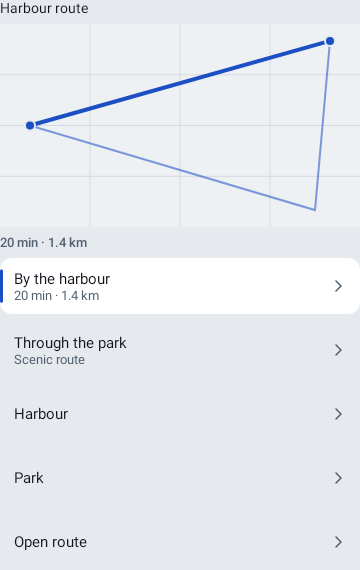 Harbour route
20 min · 1.4 km
By the harbour
20 min · 1.4 km
Through the park
Scenic route
Harbour
Park
Open route